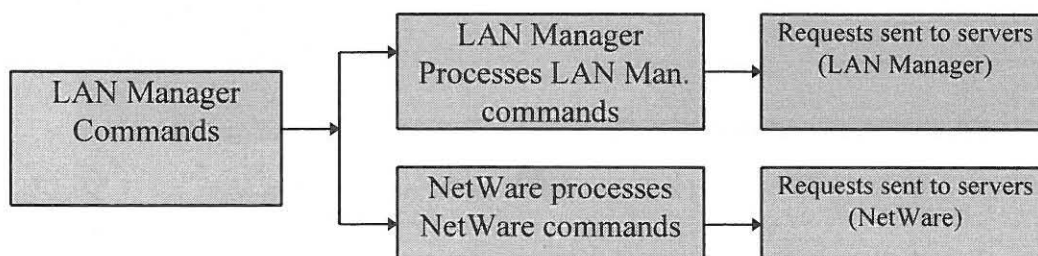 LAN Manager
Commands
LAN Manager
Processes LAN Man.
commands
Requests sent to servers
(LAN Manager)
NetWare processes
NetWare commands
Requests sent to servers
(NetWare)